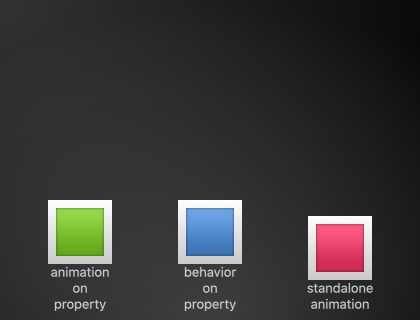 animation
on
property
behavior
on
property
standalone
animation